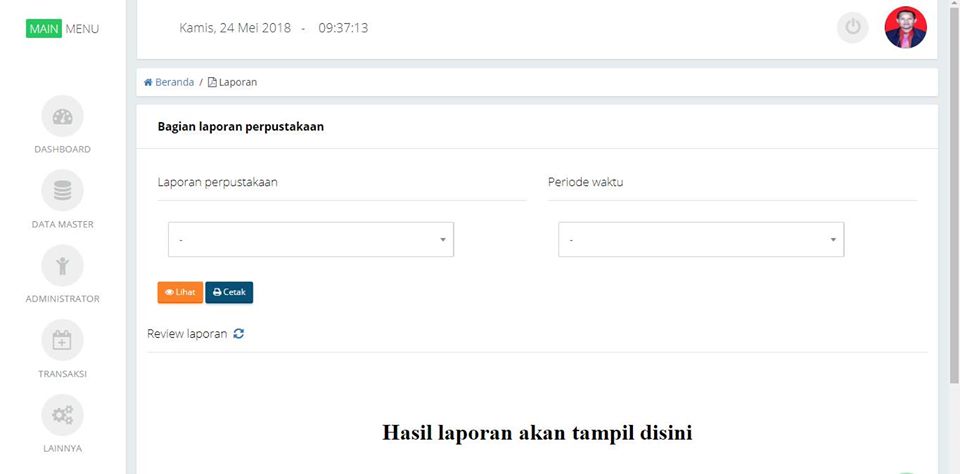 MAIN MENU
Kamis, 24 Mei 2018 - 09:37:13
Beranda / Laporan
DASHBOARD
DATA MASTER
ADMINISTRATOR
TRANSAKSI
LAINNYA
Bagian laporan perpustakaan
Laporan perpustakaan
Periode waktu
-
-
Lihat
Cetak
Review laporan
Hasil laporan akan tampil disini